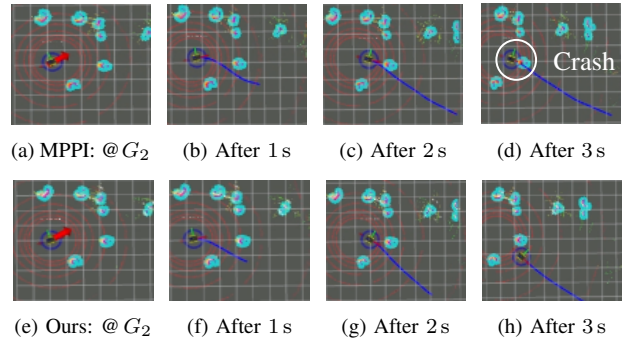 Crash
(a) MPPI: @G₂ (b) After 1 s (c) After 2 s (d) After 3 s
(e) Ours: @G₂ (f) After 1 s (g) After 2 s (h) After 3 s